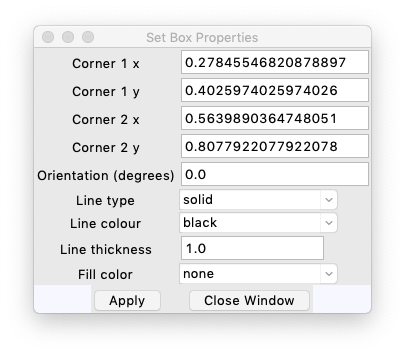 Set Box Properties
Corner 1 x 0.27845546820878897
Corner 1 y 0.4025974025974026
Corner 2 x 0.5639890364748051
Corner 2 y 0.8077922077922078
Orientation (degrees) 0.0
Line type solid
Line colour black
Line thickness 1.0
Fill color none
Apply Close Window